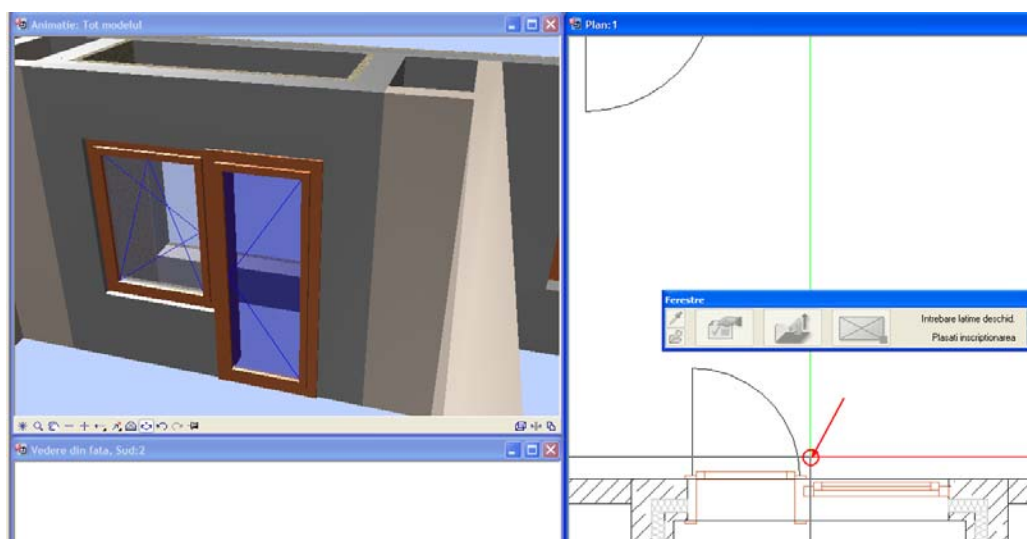 Animatie: Tot modelul
Plan:1
Ferestre
Intrebare latime deschid.
Plasati inscriptionarea
Vedere din fata, Sud:2